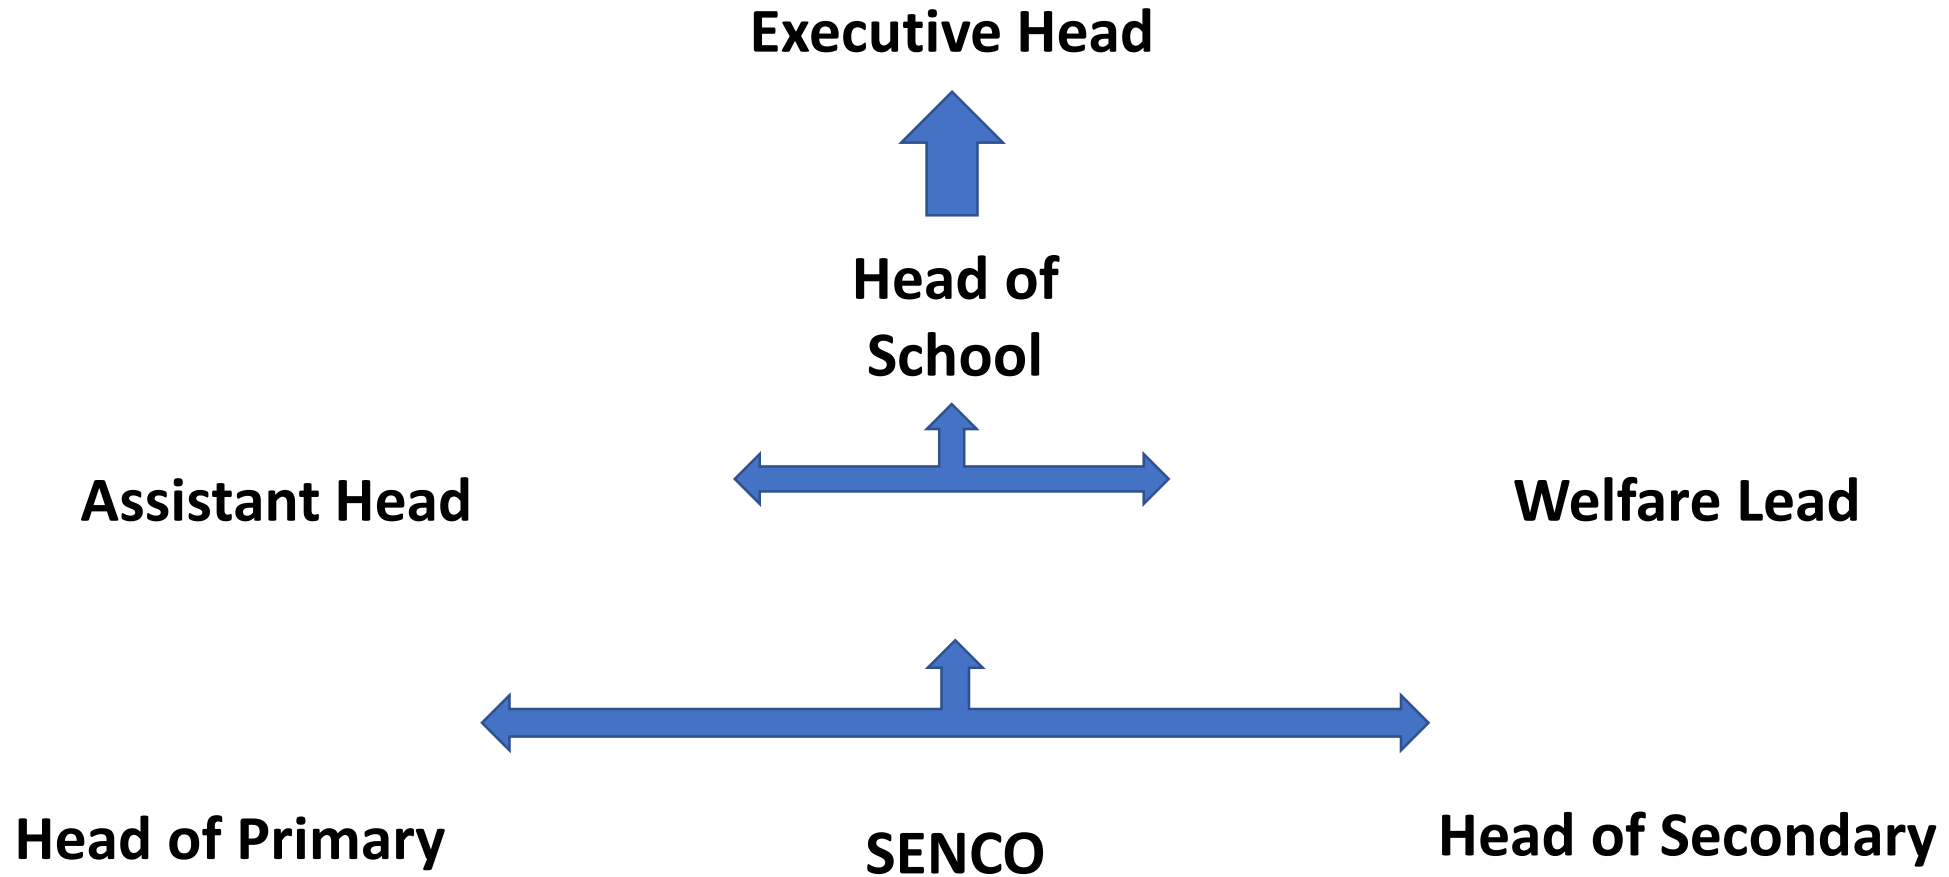 Executive Head
Head of
School
Assistant Head
Welfare Lead
Head of Primary
SENCO
Head of Secondary